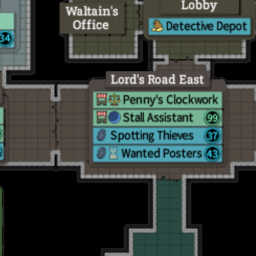 Waltain's
Office
Lobby
Detective Depot
34
Lord's Road East
Penny's Clockwork
Stall Assistant 99
Spotting Thieves 37
Wanted Posters 43